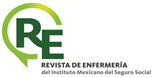 RE
REVISTA DE ENFERMERÍA
del Instituto Mexicano del Seguro Social